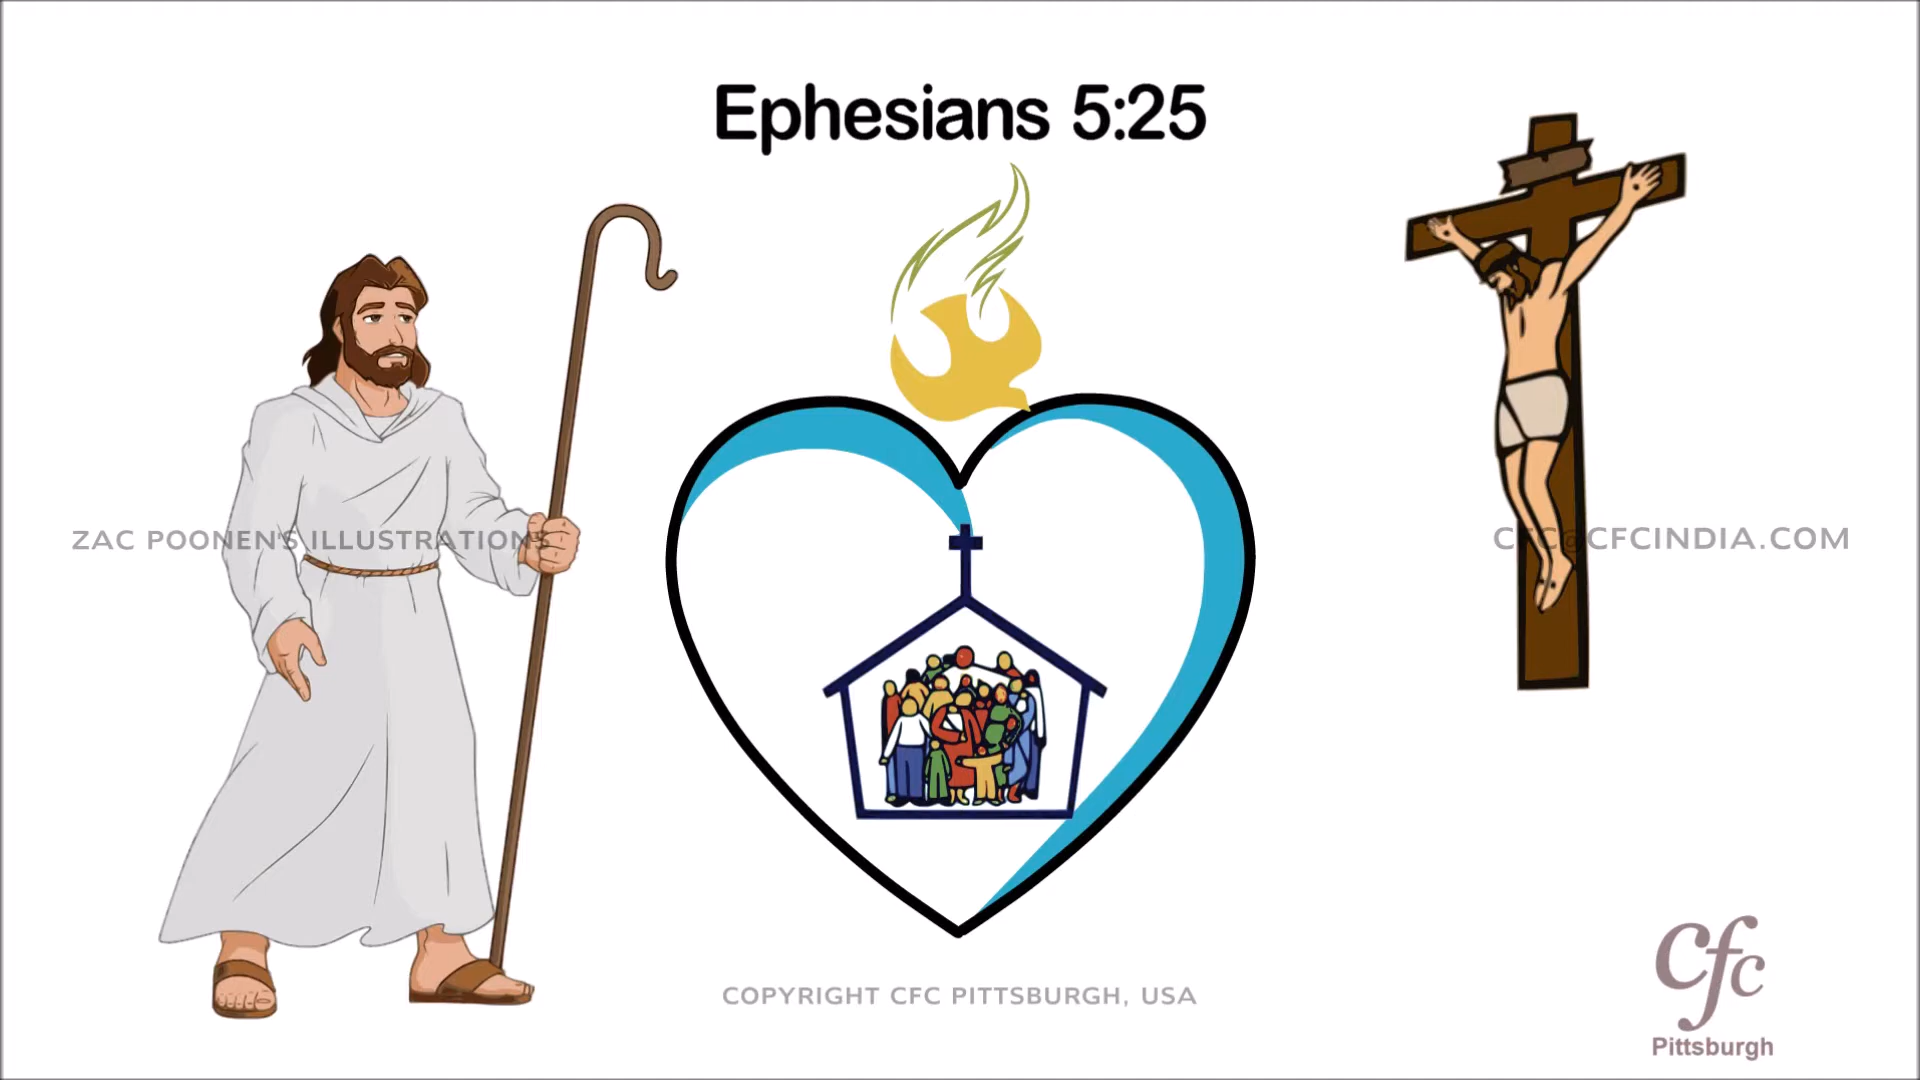 Ephesians 5:25
ZAC POONEN'S ILLUSTRATIONS
CFC@CFCINDIA.COM
COPYRIGHT CFC PITTSBURGH, USA
cfc
Pittsburgh